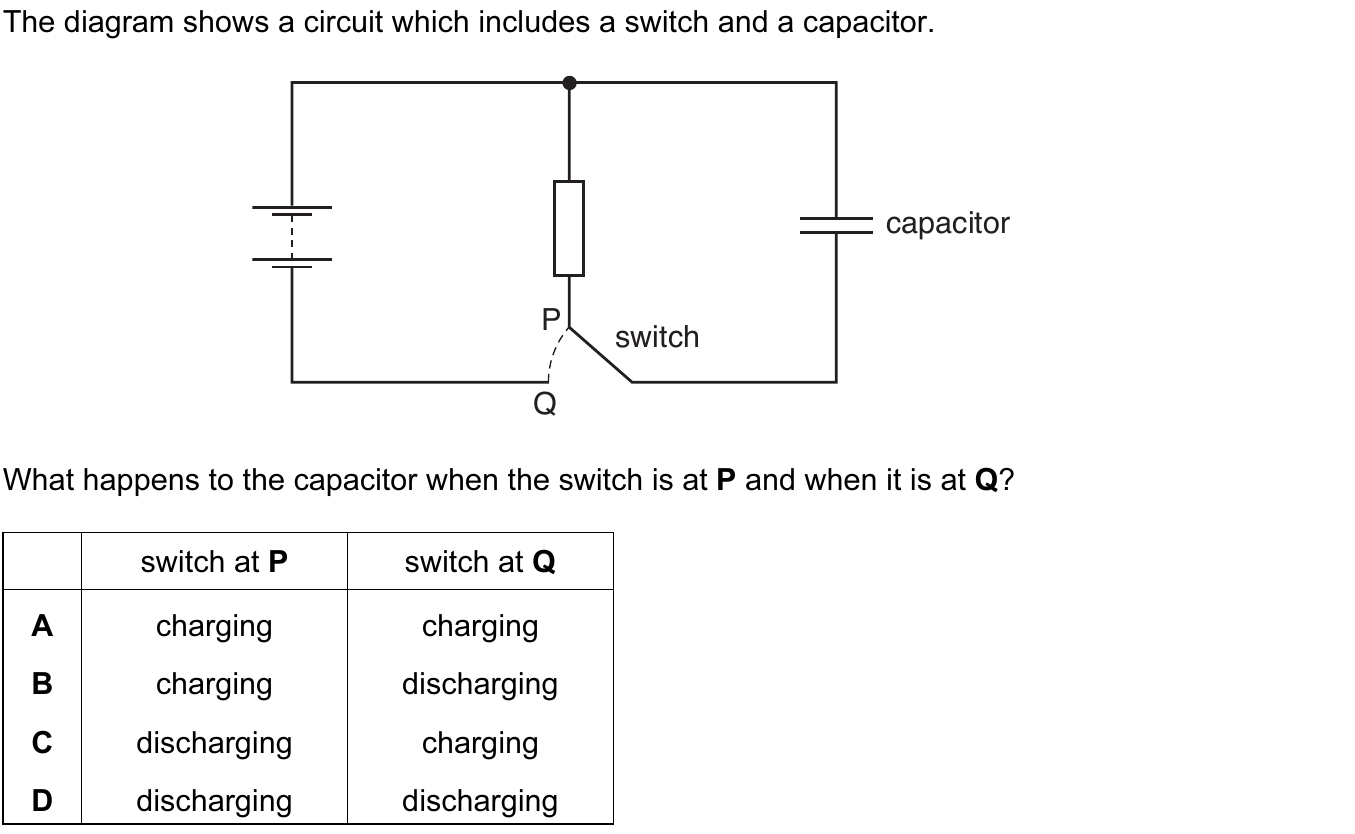 The diagram shows a circuit which includes a switch and a capacitor.
capacitor
P
switch
Q
What happens to the capacitor when the switch is at P and when it is at Q?
switch at P switch at Q
A charging charging
B charging discharging
C discharging charging
D discharging discharging